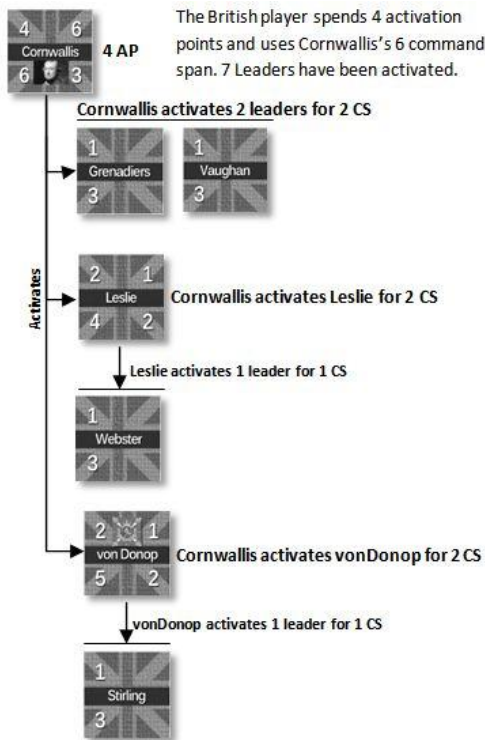 4 6
Cornwallis
6 3
4 AP
The British player spends 4 activation
points and uses Cornwallis's 6 command
span. 7 Leaders have been activated.
Cornwallis activates 2 leaders for 2 CS
1
Grenadiers
3
1
Vaughan
3
Activates
2 1
Leslie
4 2
Cornwallis activates Leslie for 2 CS
Leslie activates 1 leader for 1 CS
1
Webster
3
2 1
von Donop
5 2
Cornwallis activates vonDonop for 2 CS
vonDonop activates 1 leader for 1 CS
1
Stirling
3